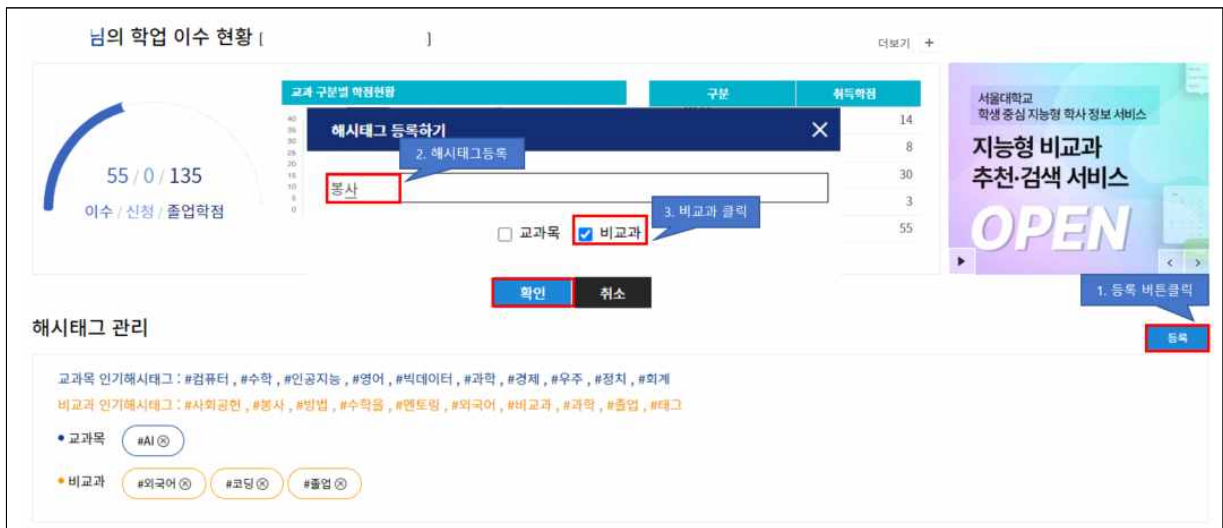 님의 학업 이수 현황 [ ]
더보기 +
교과 구분별 학점현황
구분 취득학점
40
35
30
25
20
15
10
5
0
14
8
30
3
55
55 / 0 / 135
이수 / 신청 / 졸업학점
해시태그 등록하기
2. 해시태그등록
봉사
3. 비교과 클릭
교과목 비교과
확인 취소
서울대학교
학생 중심 지능형 학사 정보 서비스
지능형 비교과
추천·검색 서비스
OPEN
1. 등록 버튼클릭
해시태그 관리
등록
교과목 인기해시태그 : #컴퓨터 , #수학 , #인공지능 , #영어 , #빅데이터 , #과학 , #경제 , #우주 , #정치 , #회계
비교과 인기해시태그 : #사회공헌 , #봉사 , #방법 , #수학을 , #멘토링 , #외국어 , #비교과 , #과학 , #졸업 , #태그
• 교과목 #AI
• 비교과 #외국어 #코딩 #졸업